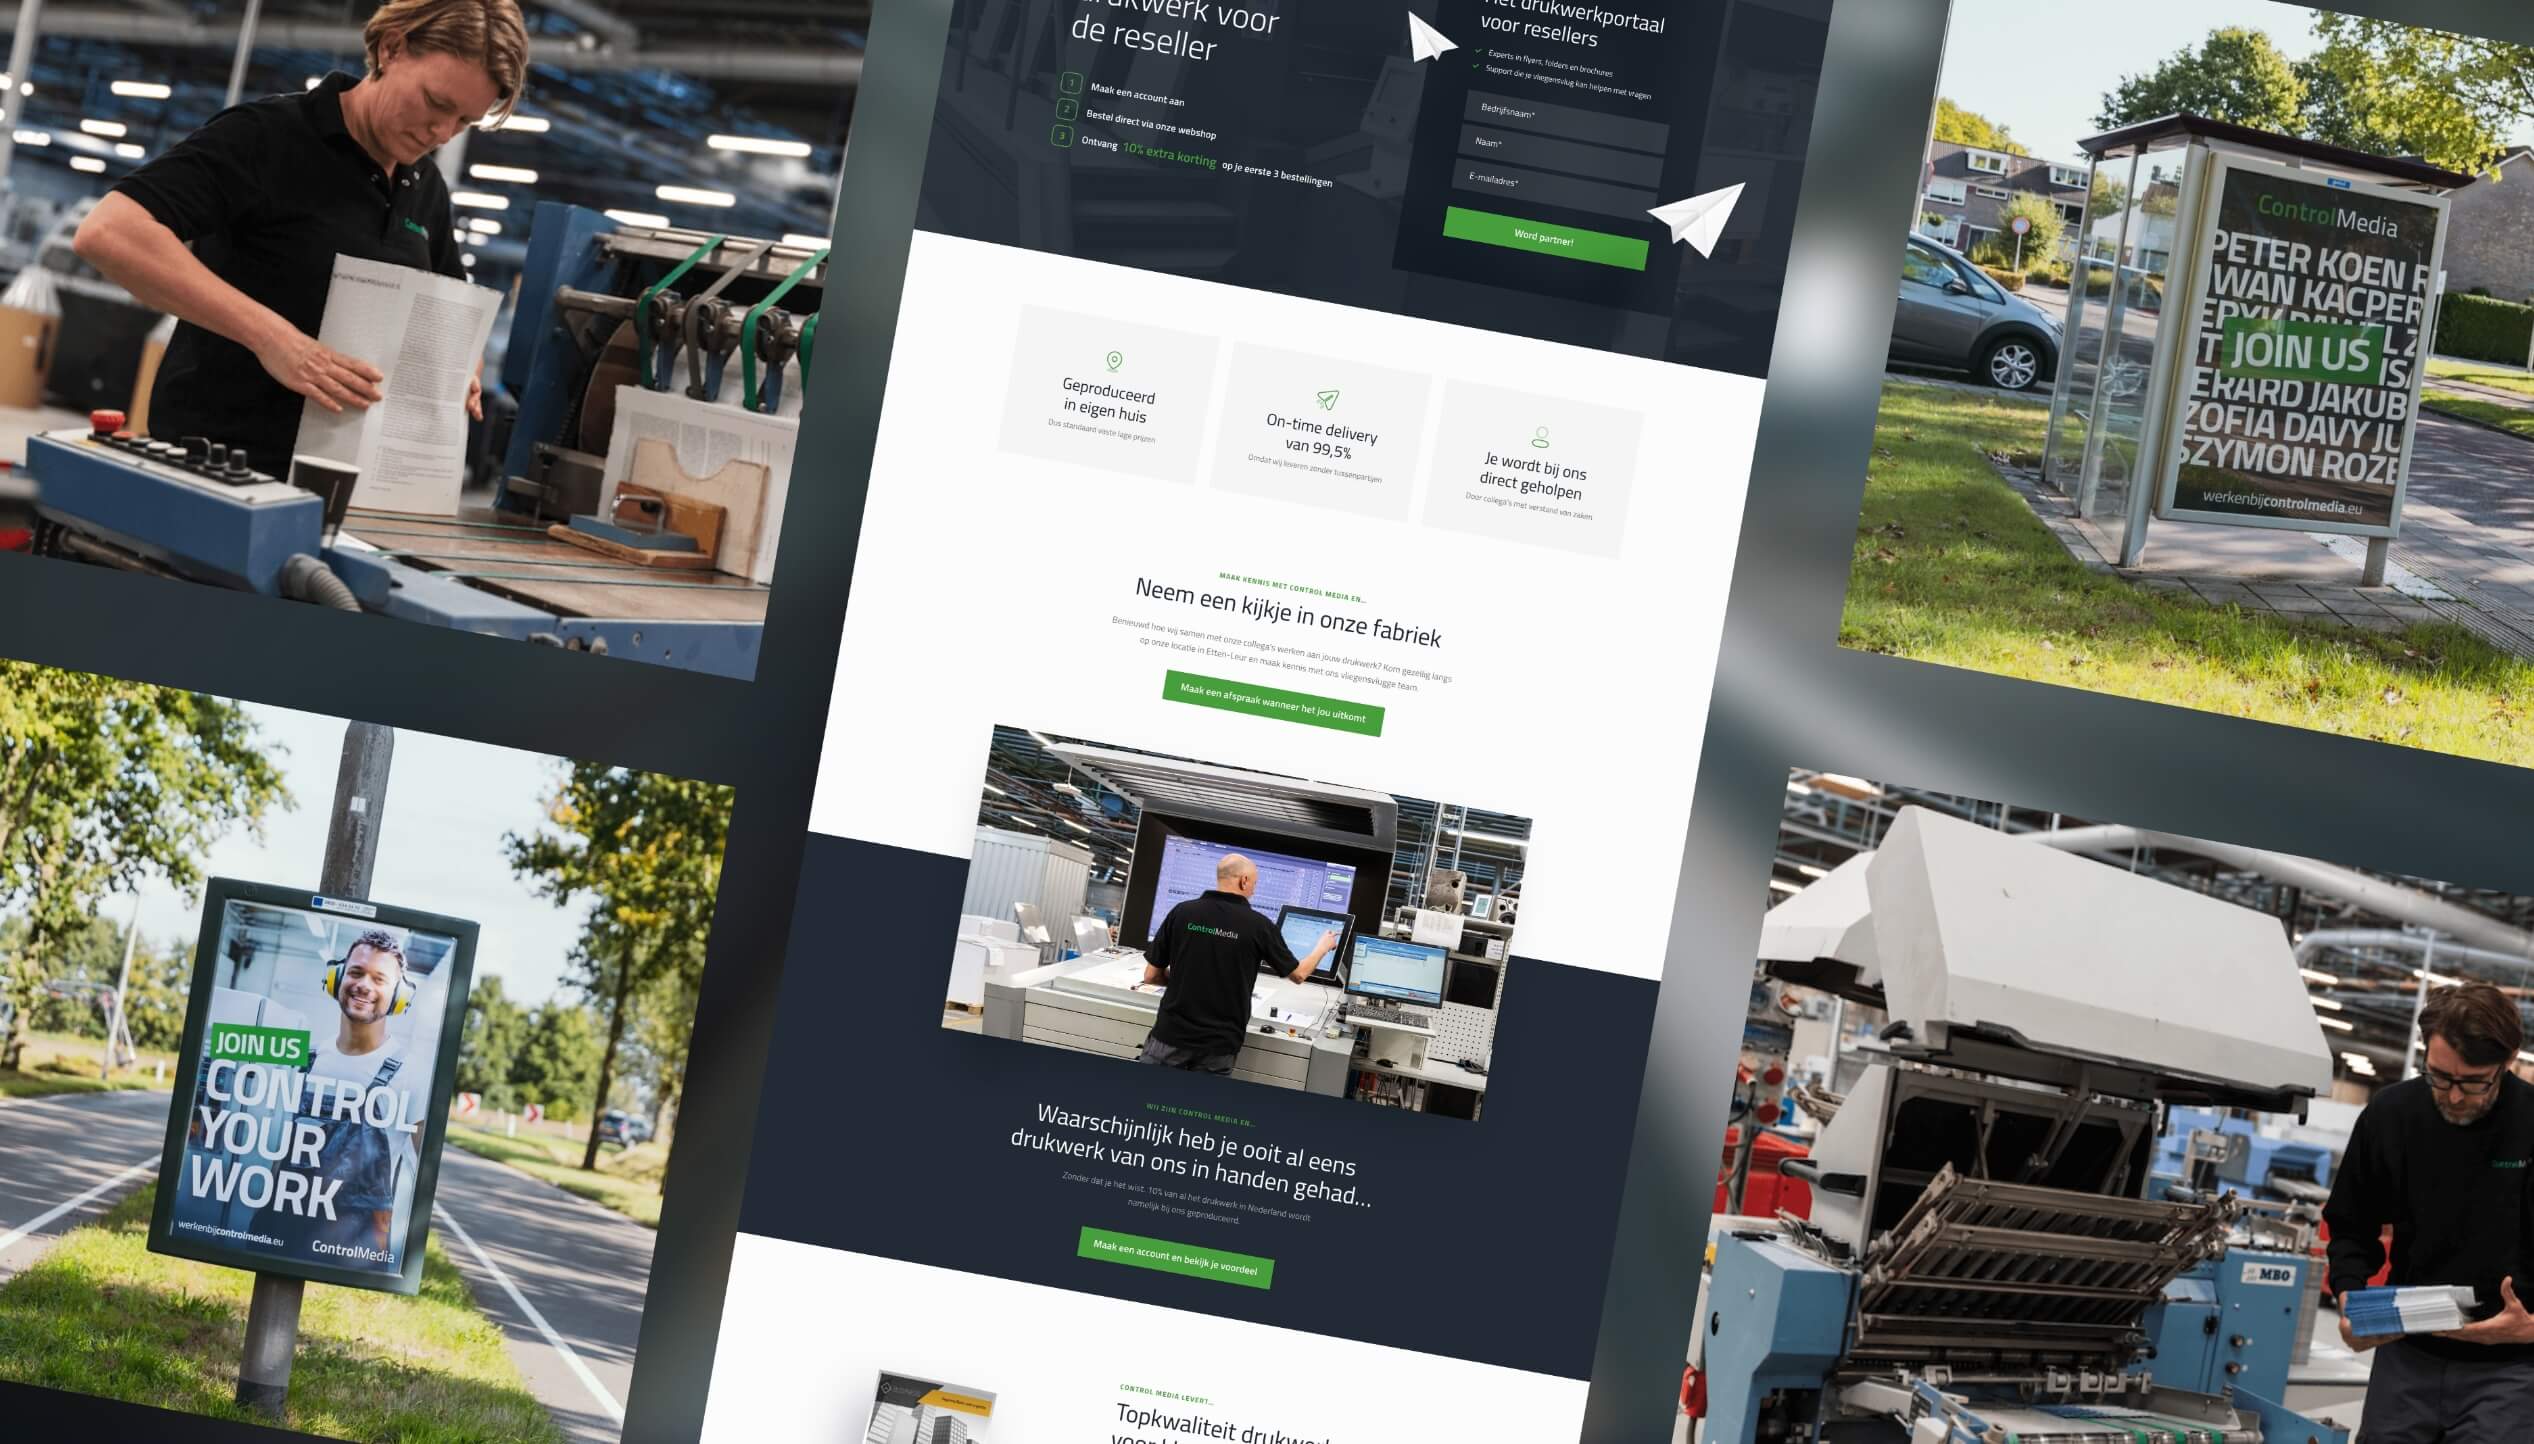 drukwerk voor
de reseller
1 Maak een account aan
2 Bestel direct via onze webshop
3 Ontvang 10% extra korting op je eerste 3 bestellingen
Het drukwerkportaal
voor resellers
Experts in flyers, folders en brochures
Support die je vliegensvlug kan helpen met vragen
Bedrijfsnaam*
Naam*
E-mailadres*
Word partner!
Geproduceerd
in eigen huis
Dus standaard vaste lage prijzen
On-time delivery
van 99,5%
Omdat wij leveren zonder tussenpartijen
Je wordt bij ons
direct geholpen
Door collega's met verstand van zaken
MAAK KENNIS MET CONTROL MEDIA EN...
Neem een kijkje in onze fabriek
Benieuwd hoe wij samen met onze collega's werken aan jouw drukwerk? Kom gezellig langs
op onze locatie in Etten-Leur en maak kennis met ons vliegensvlugge team.
Maak een afspraak wanneer het jou uitkomt
ControlMedia
WIJ ZIJN CONTROL MEDIA EN...
Waarschijnlijk heb je ooit al eens
drukwerk van ons in handen gehad...
Zonder dat je het wist. 10% van al het drukwerk in Nederland wordt
namelijk bij ons geproduceerd.
Maak een account en bekijk je voordeel
CONTROL MEDIA LEVERT...
Topkwaliteit drukwerk
BUSINESS
JOIN US
CONTROL
YOUR
WORK
werkenbijcontrolmedia.eu
ControlMedia
ControlMedia
PETER KOEN R
WAN KACPER
ERYK PAWEL Z
JOIN US
ERARD JAKUB
ZOFIA DAVY JU
SZYMON ROZE
werkenbijcontrolmedia.eu
MBO